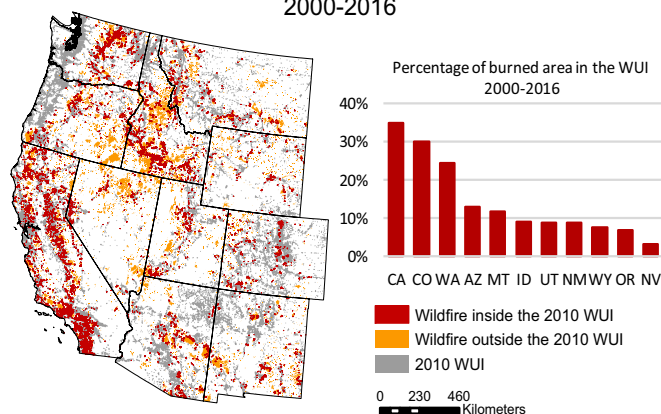 2000-2016
Percentage of burned area in the WUI
2000-2016
40%
30%
20%
10%
0%
CA CO WA AZ MT ID UT NM WY OR NV
Wildfire inside the 2010 WUI
Wildfire outside the 2010 WUI
2010 WUI
0 230 460
Kilometers